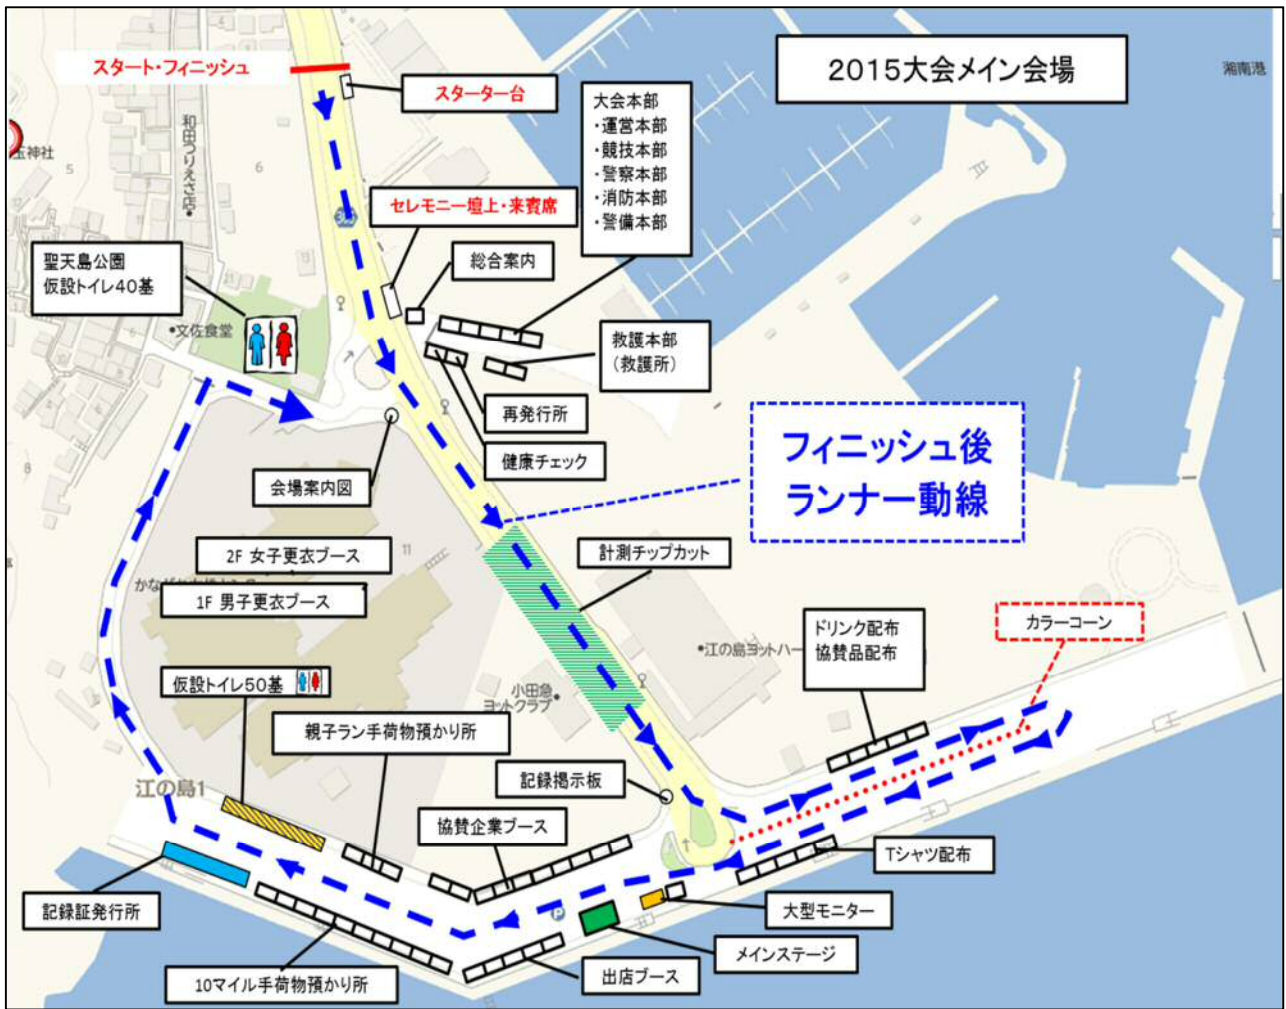 2015大会メイン会場
湘南港
スタート・フィニッシュ
スターター台
大会本部
・運営本部
・競技本部
・警察本部
・消防本部
・警備本部
和田つりえさ店
玉神社
5
6
セレモニー壇上・来賓席
総合案内
聖天島公園
仮設トイレ40基
文佐食堂
救護本部
(救護所)
再発行所
健康チェック
会場案内図
フィニッシュ後
ランナー動線
8
11
2F 女子更衣ブース
1F 男子更衣ブース
計測チップカット
ドリンク配布
協賛品配布
カラーコーン
江の島ヨットハー
小田急
ヨットクラブ
仮設トイレ50基
親子ラン手荷物預かり所
江の島1
記録掲示板
協賛企業ブース
Tシャツ配布
記録証発行所
大型モニター
P
メインステージ
10マイル手荷物預かり所
出店ブース